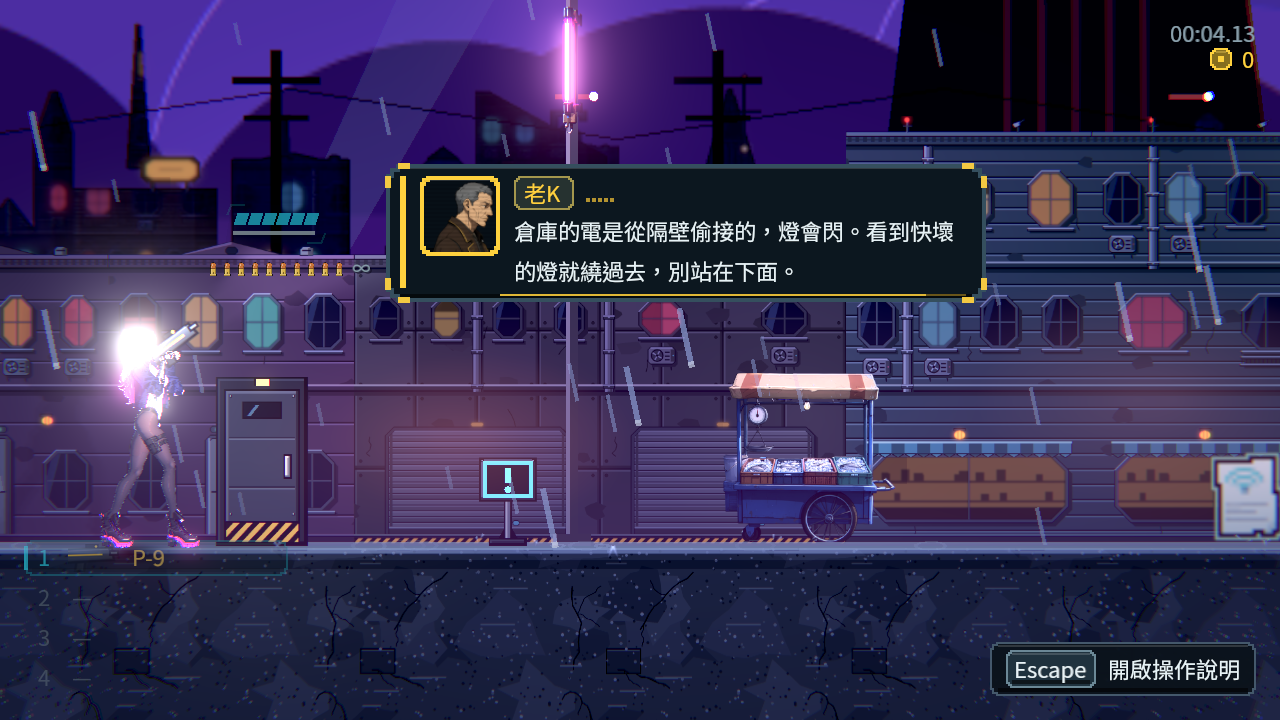 00:04.13
0
老K
.....
倉庫的電是從隔壁偷接的，燈會閃。看到快壞
的燈就繞過去，別站在下面。
∞
!
1 P-9
2
3
4
Escape 開啟操作說明